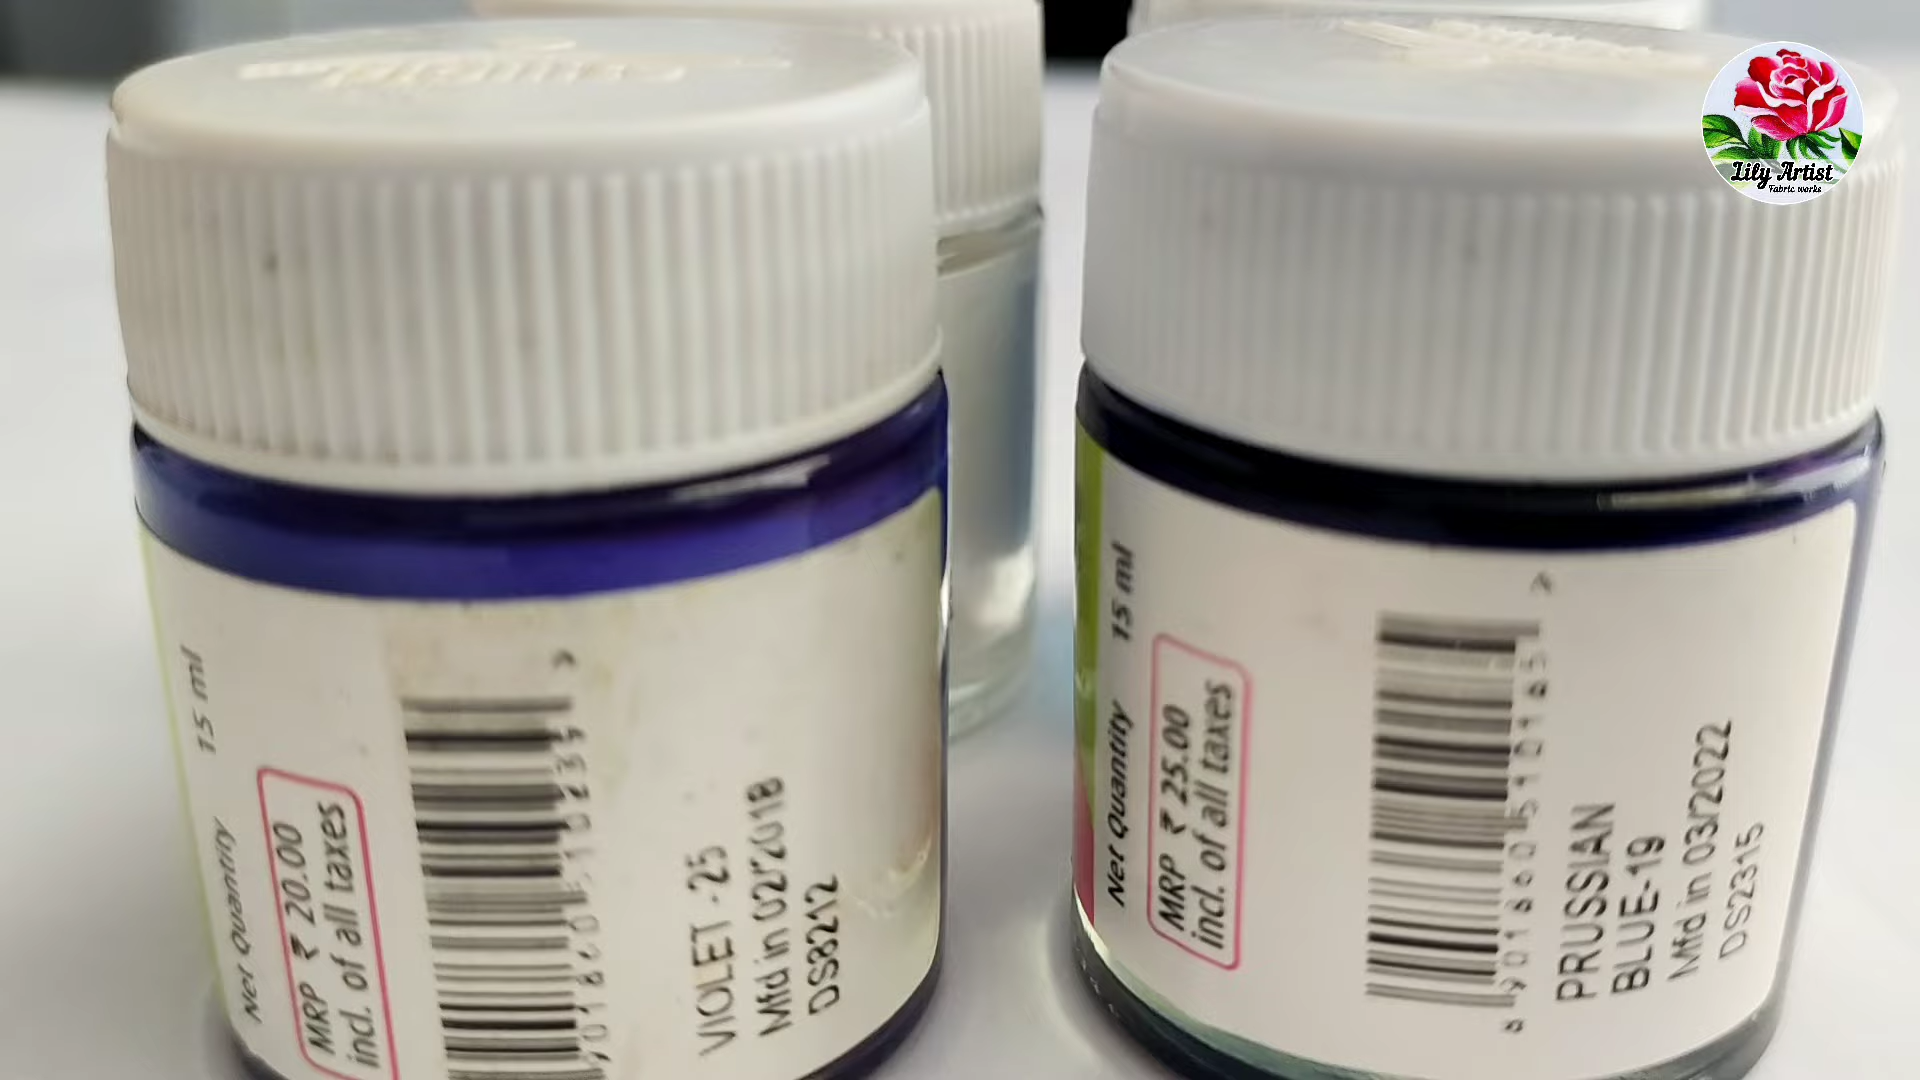 Lily Artist
Fabric works
15 ml
Net Quantity
MRP ₹ 20.00
incl. of all taxes
VIOLET -25
Mfd in 02/2018
DS8212
15 ml
Net Quantity
MRP ₹ 25.00
incl. of all taxes
PRUSSIAN
BLUE-19
Mfd in 03/2022
DS2315